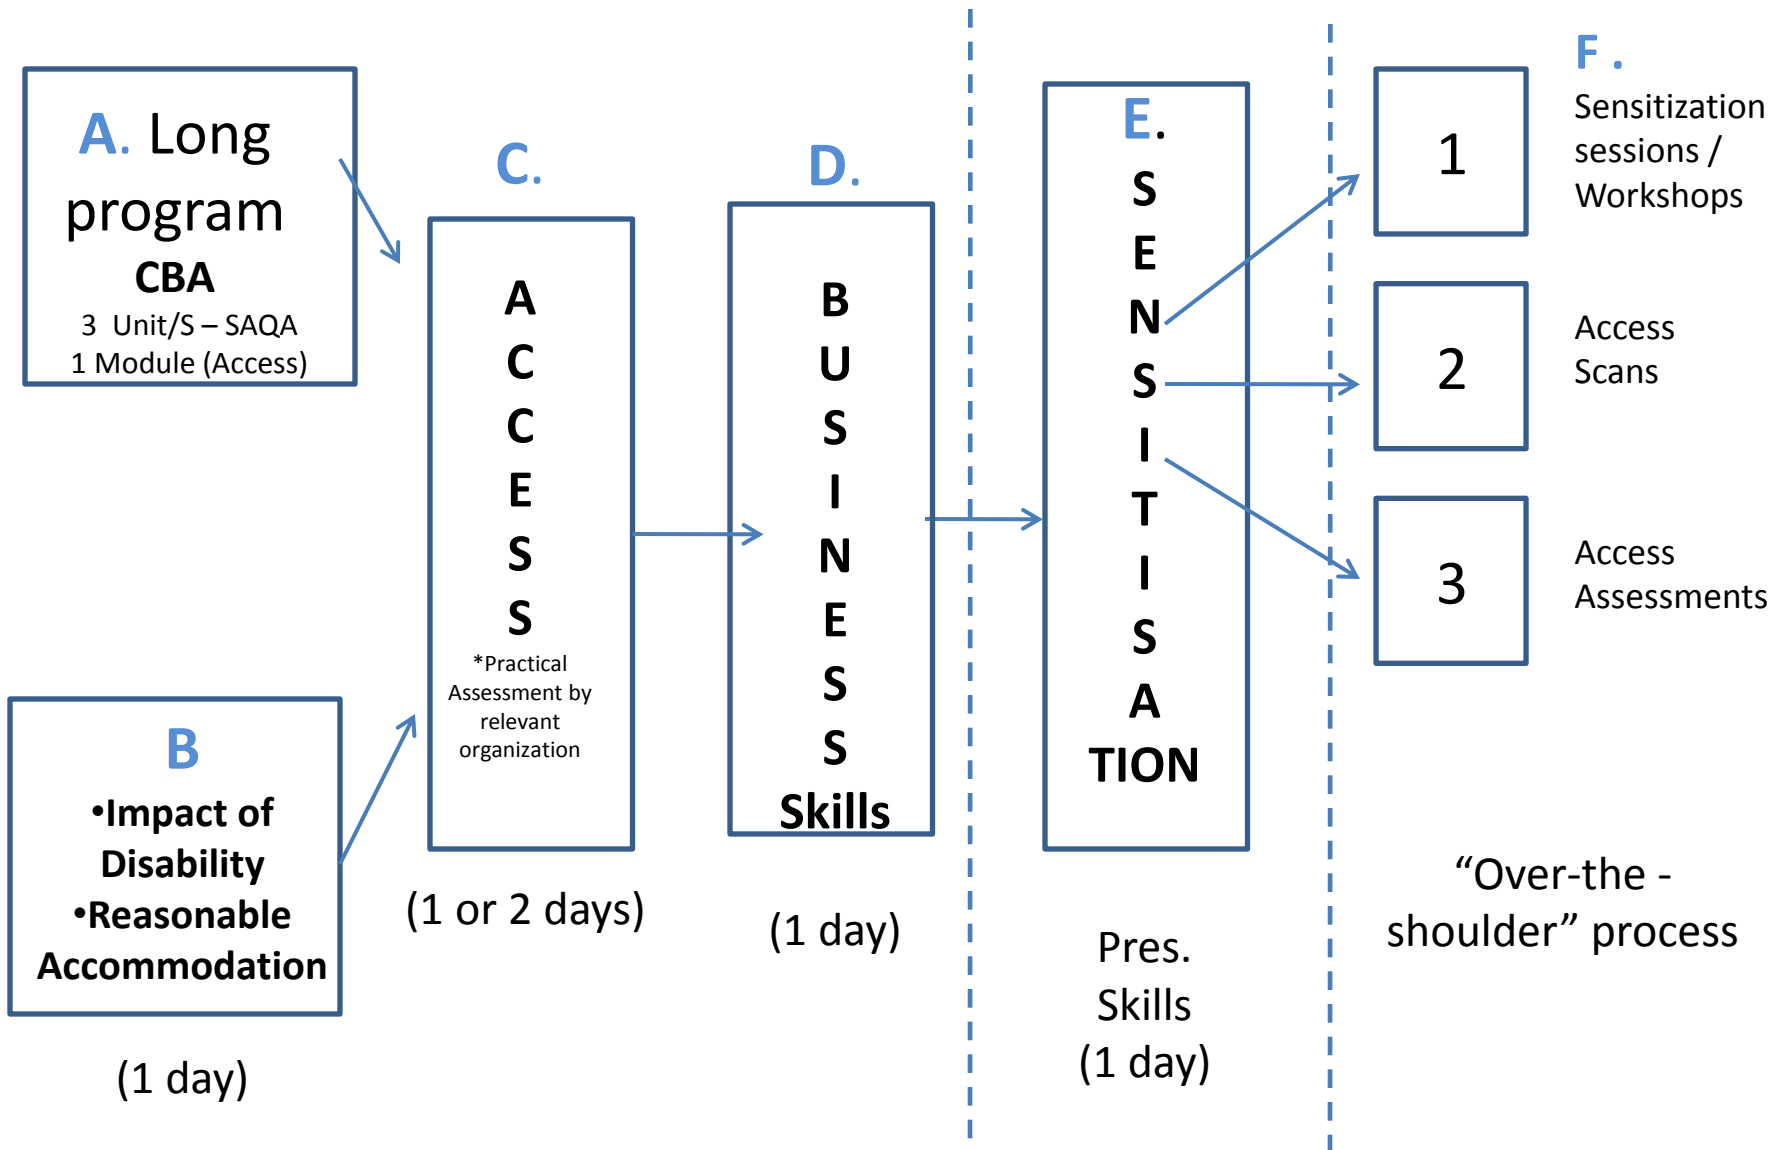 A. Long
program
CBA
3 Unit/S – SAQA
1 Module (Access)
B
•Impact of
Disability
•Reasonable
Accommodation
(1 day)
C.
A
C
C
E
S
S
*Practical
Assessment by
relevant
organization
(1 or 2 days)
D.
B
U
S
I
N
E
S
S
Skills
(1 day)
E.
S
E
N
S
I
T
I
S
A
TION
Pres.
Skills
(1 day)
F .
1
Sensitization
sessions /
Workshops
2
Access
Scans
3
Access
Assessments
“Over-the -
shoulder” process